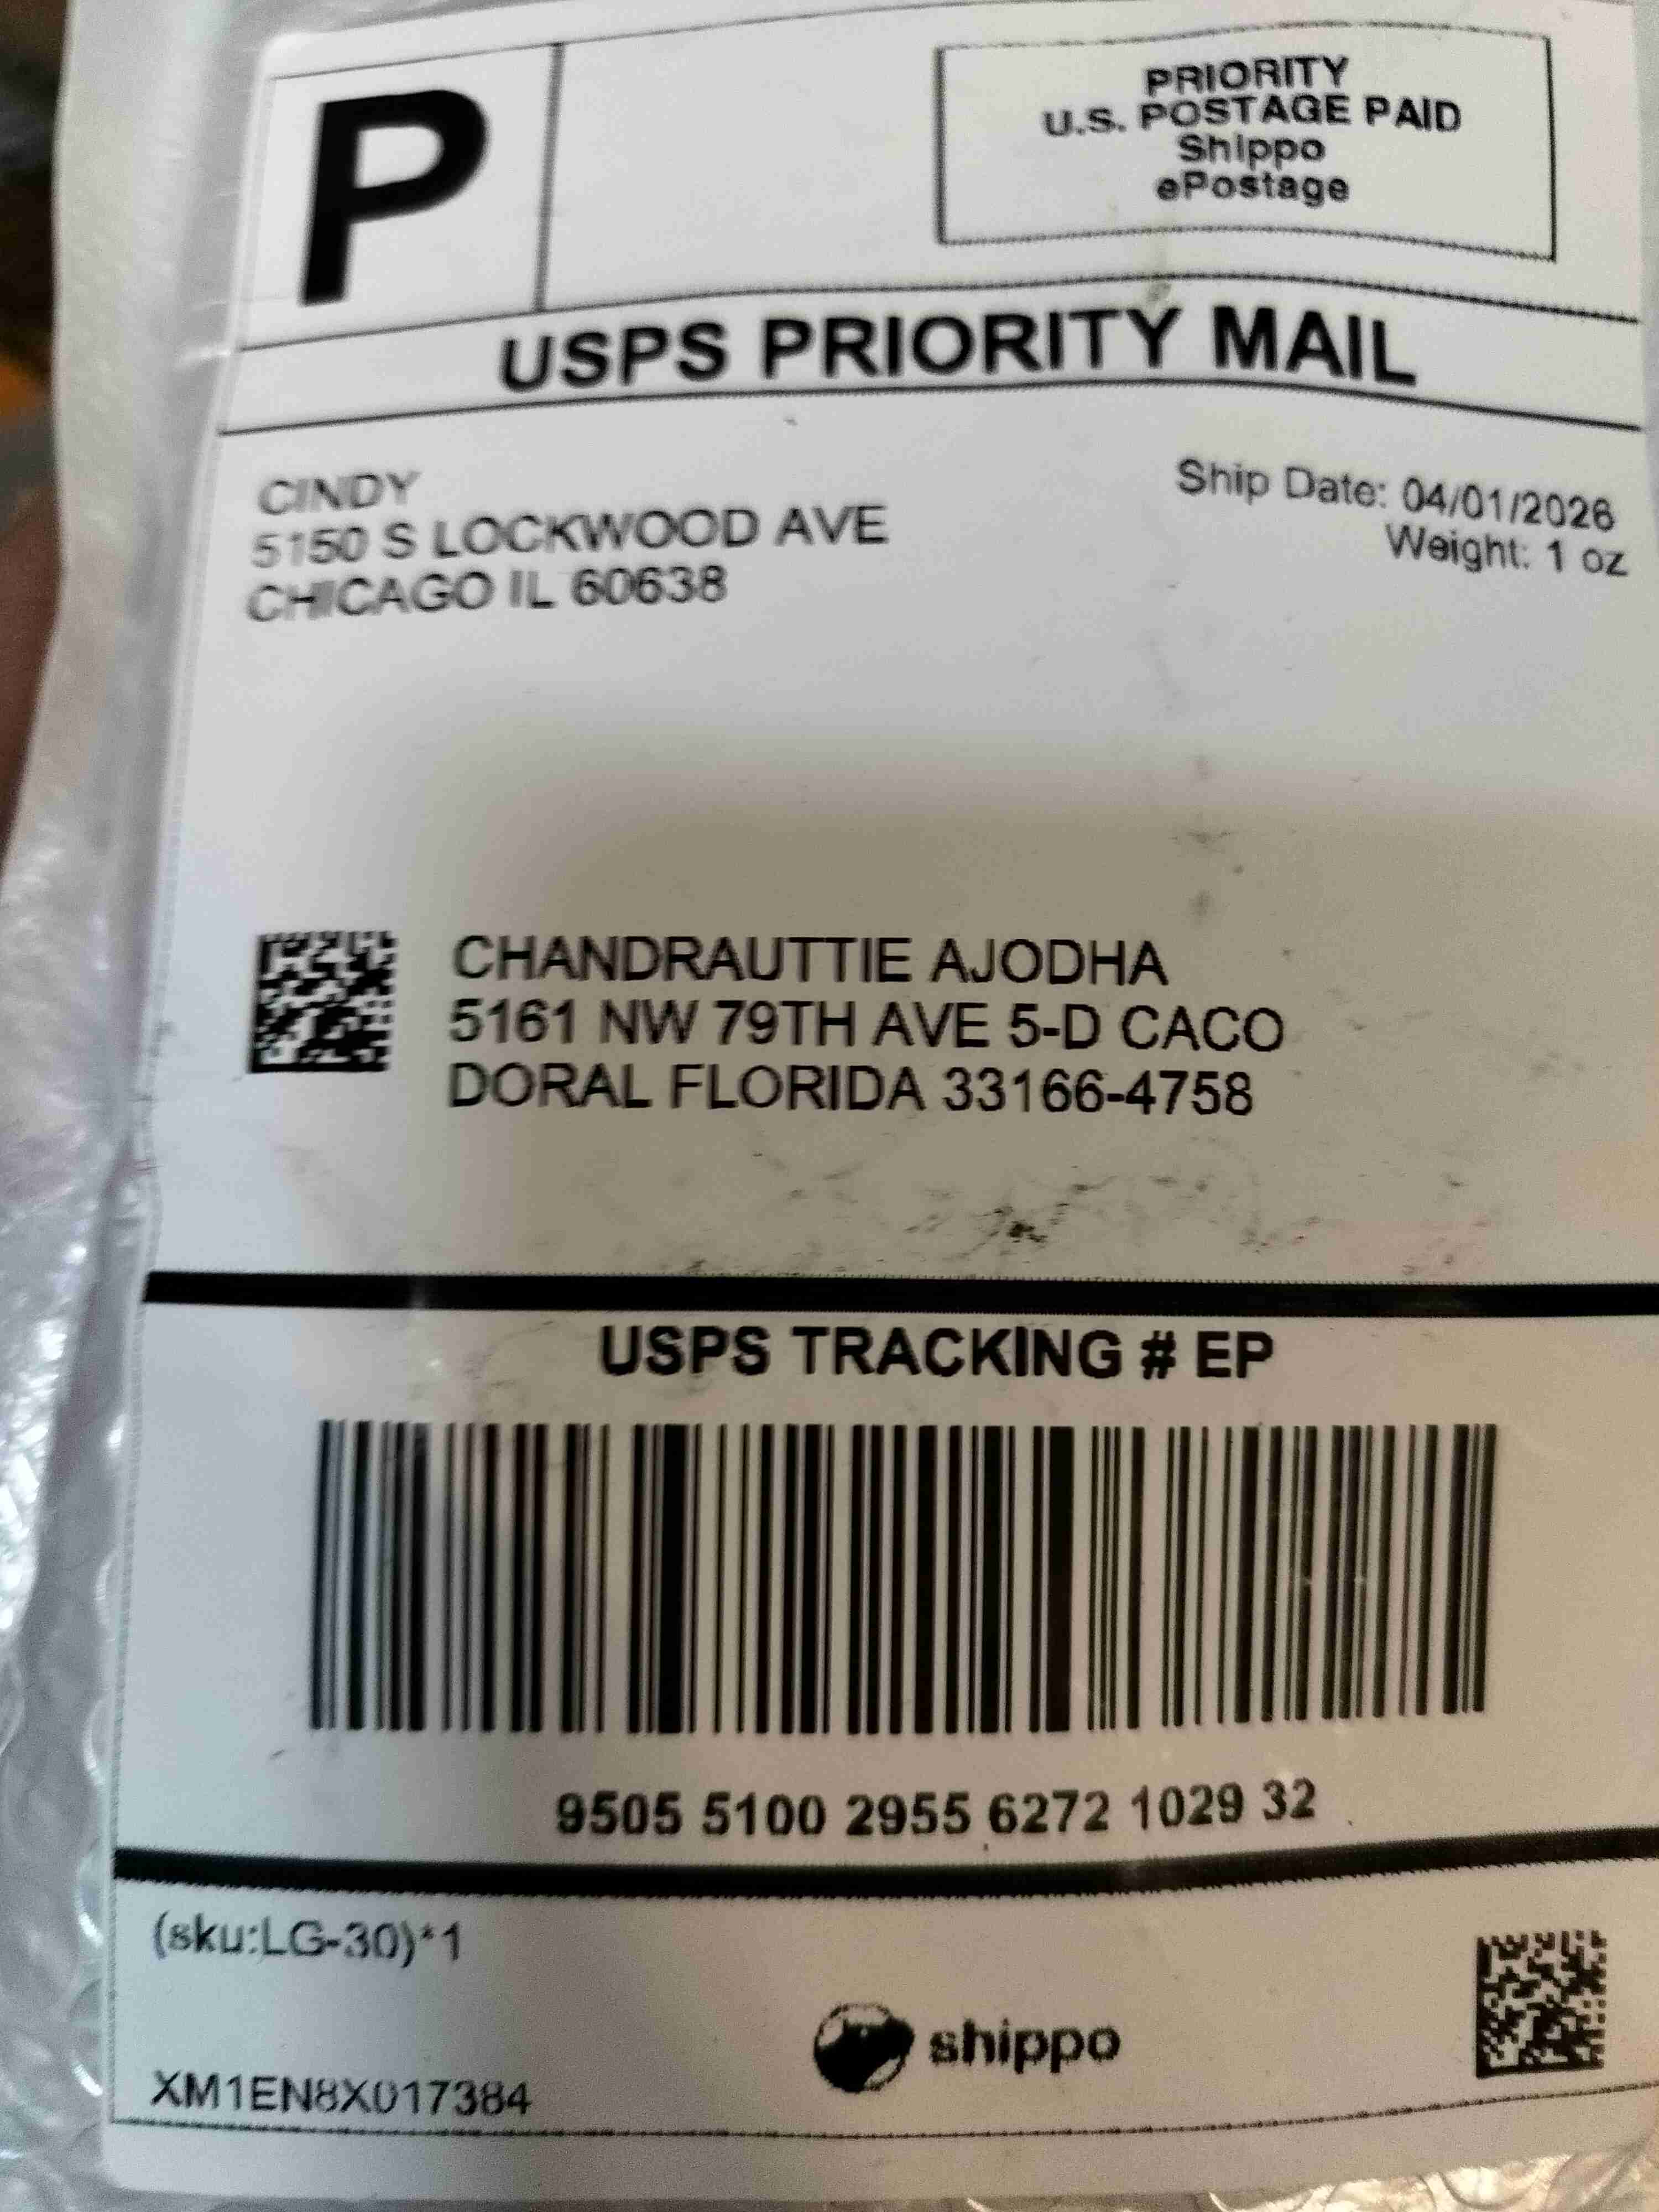 P
PRIORITY
U.S. POSTAGE PAID
Shippo
ePostage
USPS PRIORITY MAIL
CINDY
5150 S LOCKWOOD AVE
CHICAGO IL 60638
Ship Date: 04/01/2026
Weight: 1 oz
CHANDRAUTTIE AJODHA
5161 NW 79TH AVE 5-D CACO
DORAL FLORIDA 33166-4758
USPS TRACKING # EP
9505 5100 2955 6272 1029 32
(sku:LG-30)*1
shippo
XM1EN8X017384